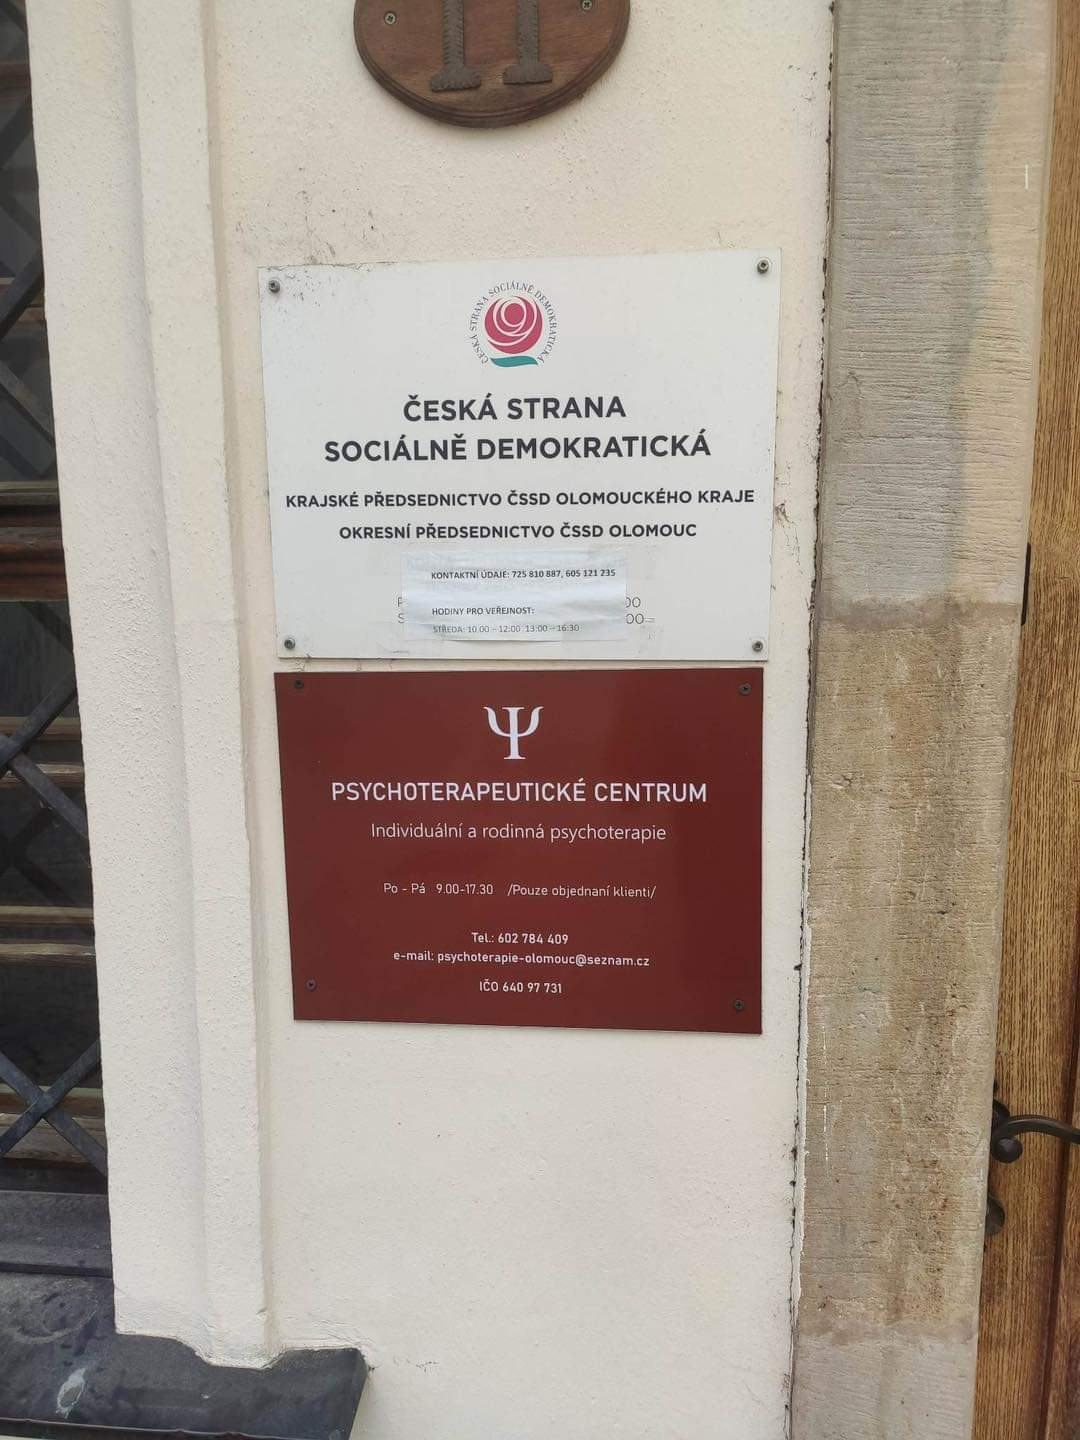 11
ČESKÁ STRANA SOCIÁLNĚ DEMOKRATICKÁ
ČESKÁ STRANA
SOCIÁLNĚ DEMOKRATICKÁ
KRAJSKÉ PŘEDSEDNICTVO ČSSD OLOMOUCKÉHO KRAJE
OKRESNÍ PŘEDSEDNICTVO ČSSD OLOMOUC
KONTAKTNÍ ÚDAJE: 725 810 887, 605 121 235
HODINY PRO VEŘEJNOST:
STŘEDA: 10.00 – 12:00 13:00 – 16:30
Ψ
PSYCHOTERAPEUTICKÉ CENTRUM
Individuální a rodinná psychoterapie
Po - Pá 9.00-17.30 /Pouze objednaní klienti/
Tel.: 602 784 409
e-mail: psychoterapie-olomouc@seznam.cz
IČO 640 97 731